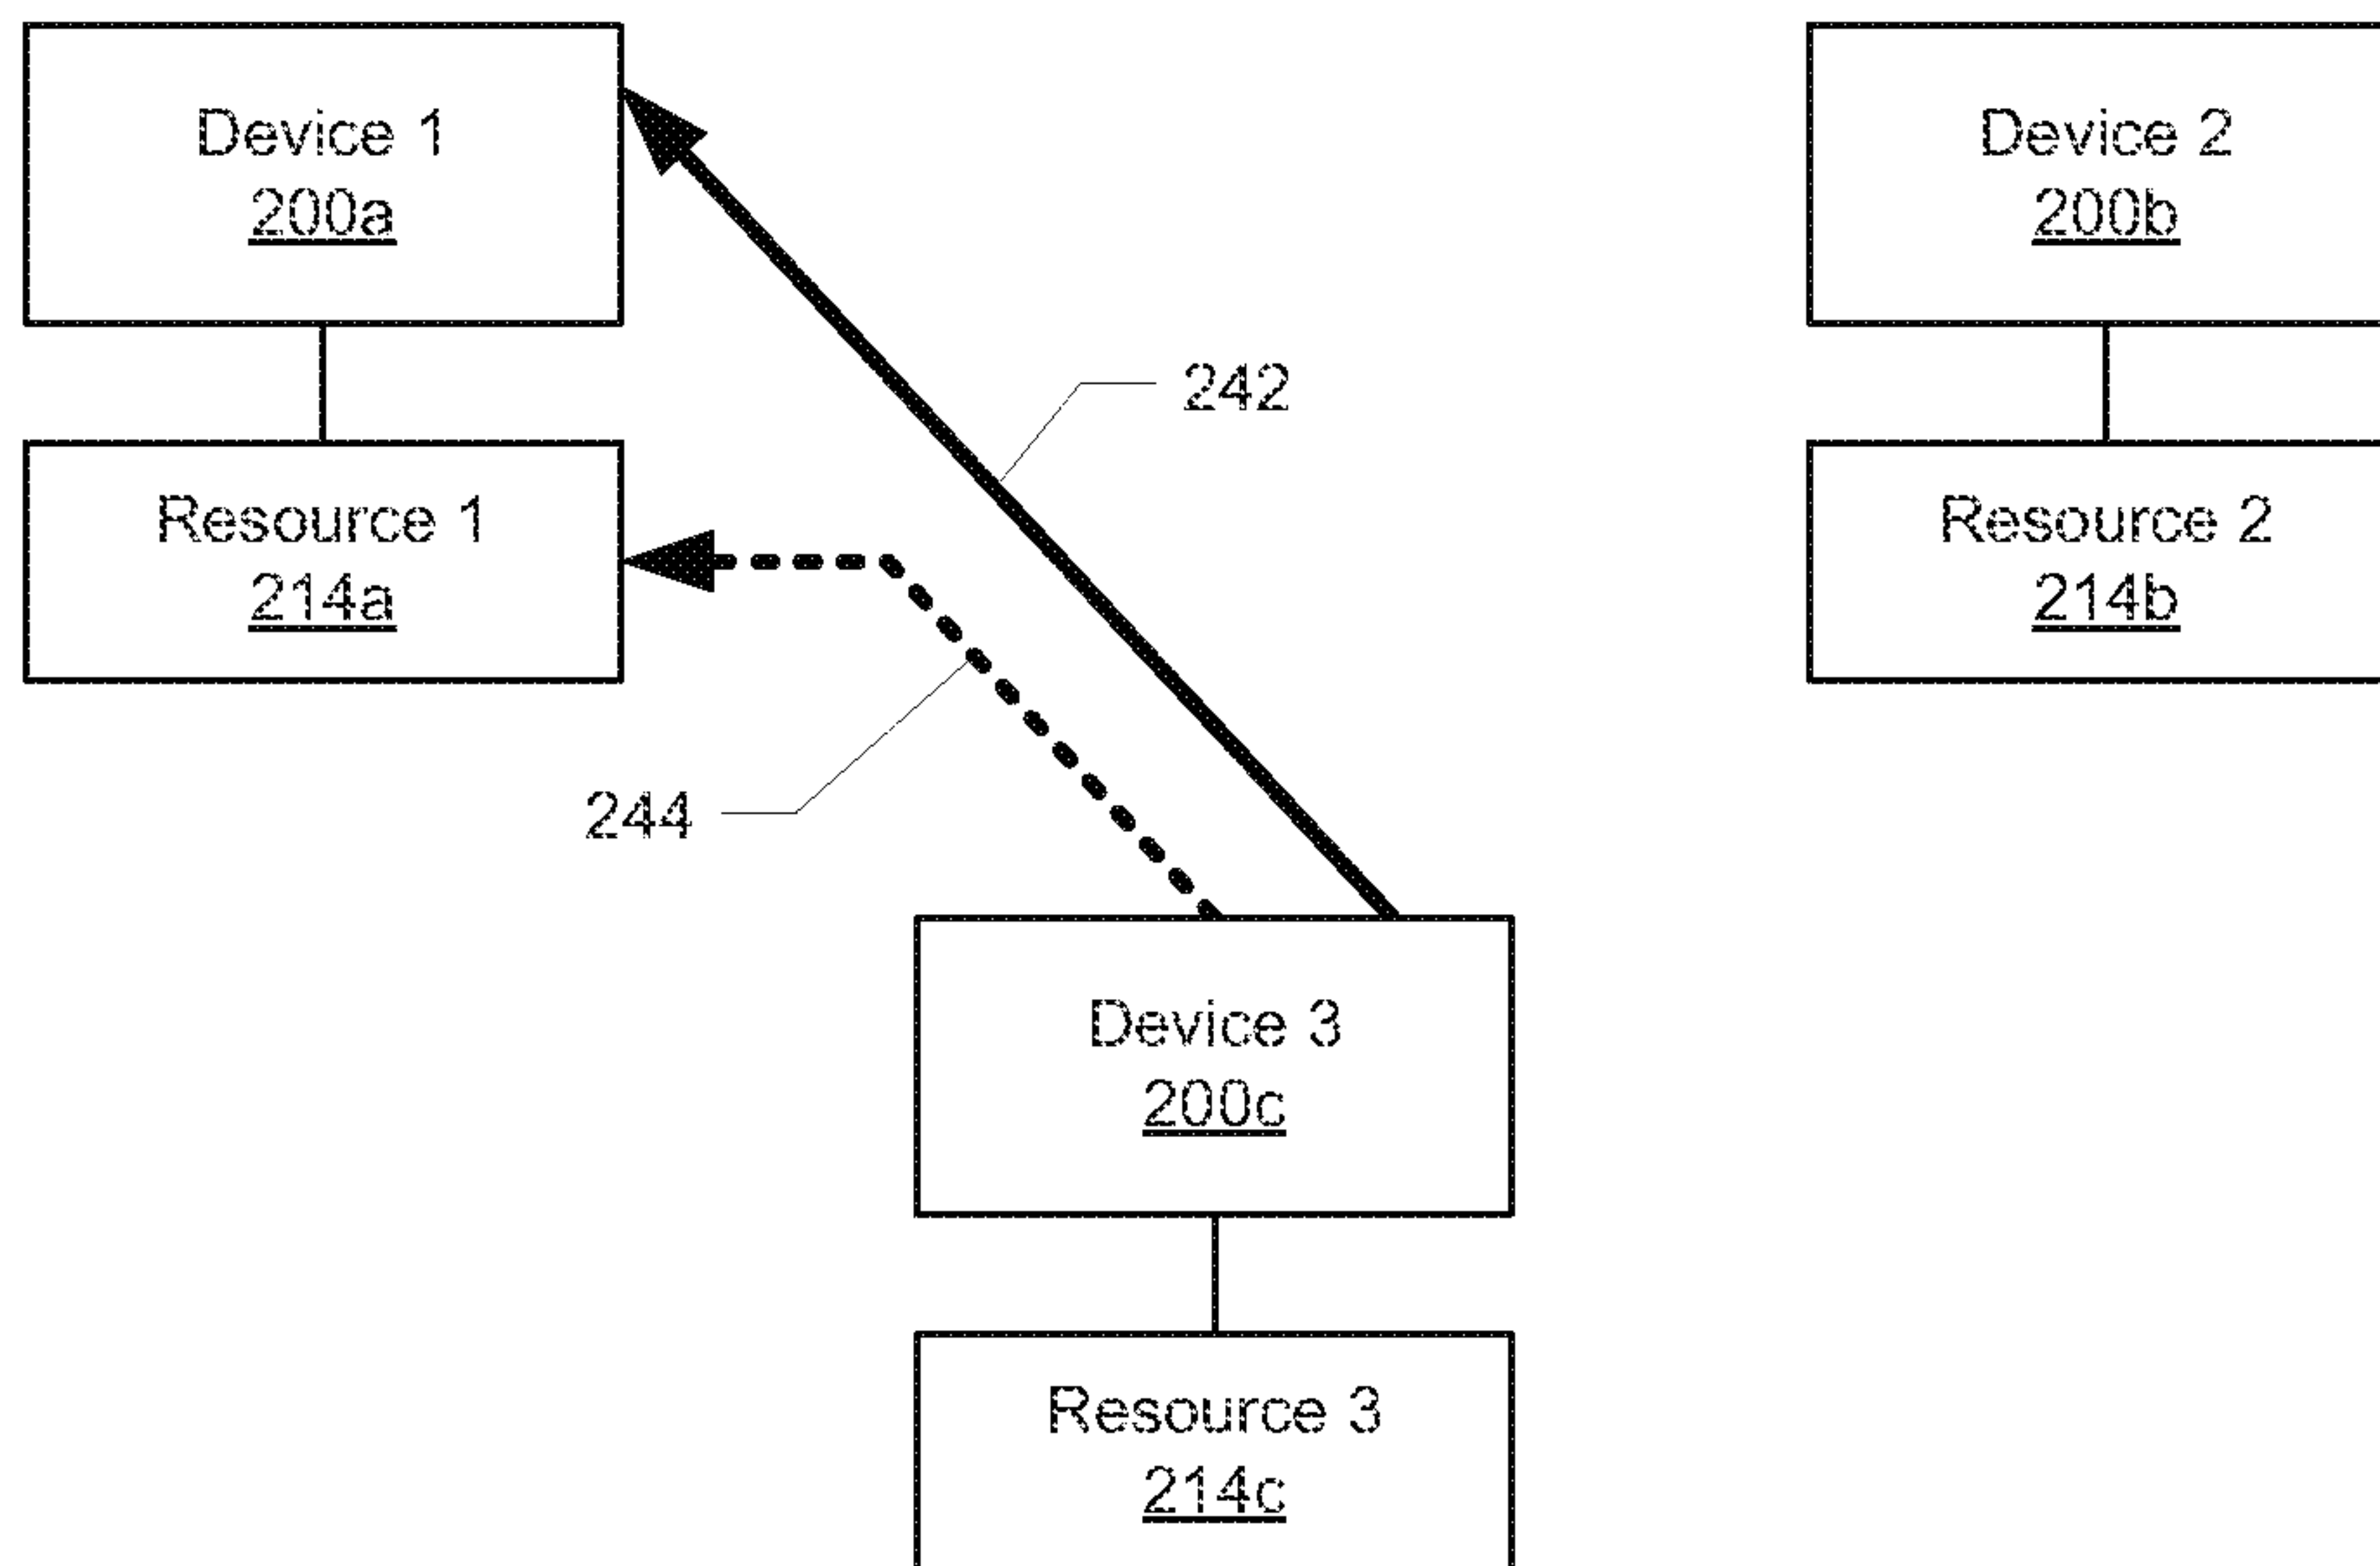 Device 1
200a
Device 2
200b
242
Resource 1
214a
Resource 2
214b
244
Device 3
200c
Resource 3
214c